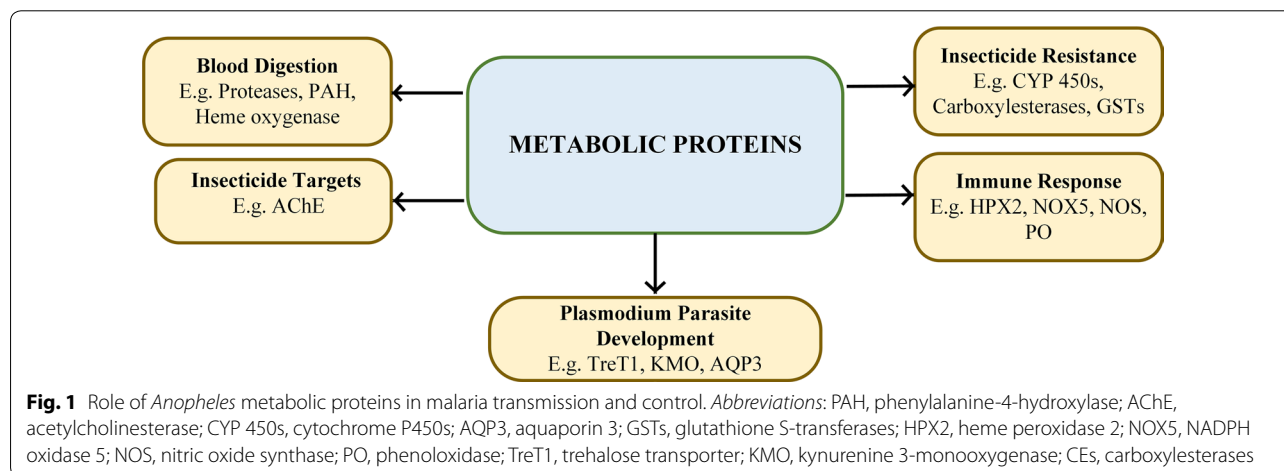 Blood Digestion
E.g. Proteases, PAH,
Heme oxygenase
Insecticide Targets
E.g. AChE
METABOLIC PROTEINS
Insecticide Resistance
E.g. CYP 450s,
Carboxylesterases, GSTs
Immune Response
E.g. HPX2, NOX5, NOS,
PO
Plasmodium Parasite
Development
E.g. TreT1, KMO, AQP3
Fig. 1 Role of Anopheles metabolic proteins in malaria transmission and control. Abbreviations: PAH, phenylalanine-4-hydroxylase; AChE,
acetylcholinesterase; CYP 450s, cytochrome P450s; AQP3, aquaporin 3; GSTs, glutathione S-transferases; HPX2, heme peroxidase 2; NOX5, NADPH
oxidase 5; NOS, nitric oxide synthase; PO, phenoloxidase; TreT1, trehalose transporter; KMO, kynurenine 3-monooxygenase; CEs, carboxylesterases